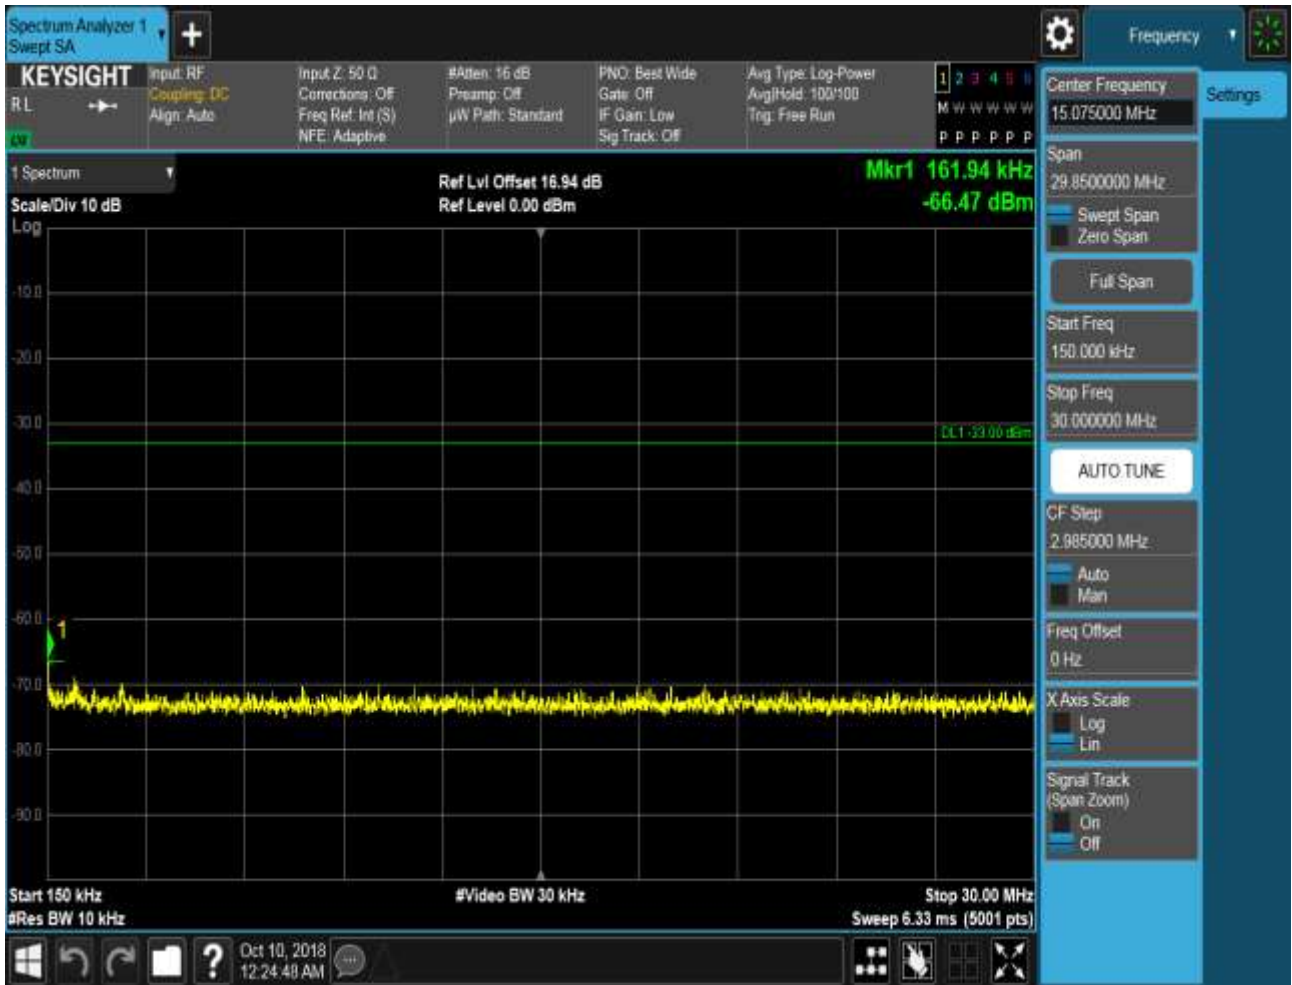 Spectrum Analyzer 1
Swept SA
Frequency
KEYSIGHT
RL
LXI
Input: RF
Coupling: DC
Align: Auto
Input Z: 50 Ω
Corrections: Off
Freq Ref: Int (S)
NFE: Adaptive
#Atten: 16 dB
Preamp: Off
µW Path: Standard
PNO: Best Wide
Gate: Off
IF Gain: Low
Sig Track: Off
Avg Type: Log-Power
Avg|Hold: 100/100
Trig: Free Run
1 2 3 4 5 6
M W W W W W
P P P P P P
1 Spectrum
Scale/Div 10 dB
Ref Lvl Offset 16.94 dB
Ref Level 0.00 dBm
Mkr1 161.94 kHz
-66.47 dBm
Log
-10.0
-20.0
-30.0
DL1 -33.00 dBm
-40.0
-50.0
-60.0
1
-70.0
-80.0
-90.0
Start 150 kHz
#Res BW 10 kHz
#Video BW 30 kHz
Stop 30.00 MHz
Sweep 6.33 ms (5001 pts)
Oct 10, 2018
12:24:48 AM
Settings
Center Frequency
15.075000 MHz
Span
29.8500000 MHz
Swept Span
Zero Span
Full Span
Start Freq
150.000 kHz
Stop Freq
30.000000 MHz
AUTO TUNE
CF Step
2.985000 MHz
Auto
Man
Freq Offset
0 Hz
X Axis Scale
Log
Lin
Signal Track
(Span Zoom)
On
Off